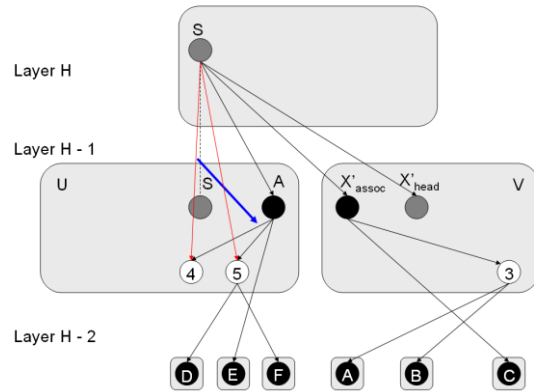 S
Layer H
Layer H - 1
U S A X'assoc X'head V
4 5 3
Layer H - 2
D E F A B C